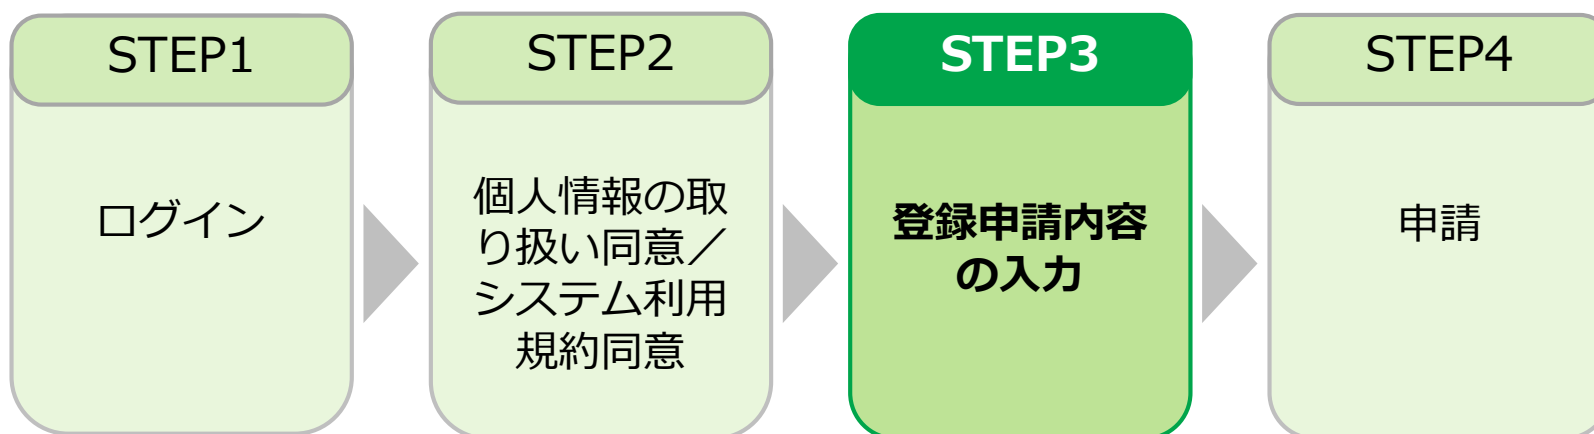 STEP1
ログイン
STEP2
個人情報の取
り扱い同意／
システム利用
規約同意
STEP3
登録申請内容
の入力
STEP4
申請